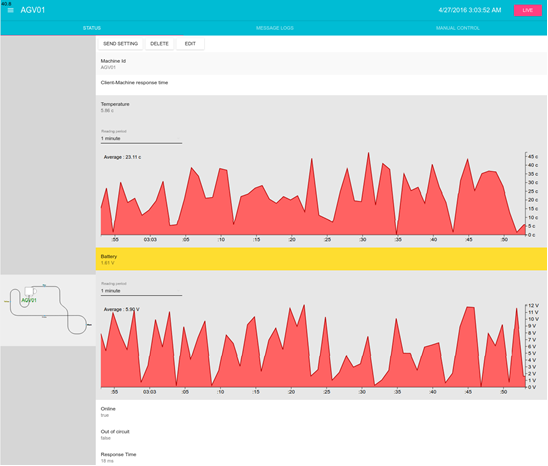 40.0
AGV01
4/27/2016 3:03:52 AM
LIVE
STATUS
MESSAGE LOGS
MANUAL CONTROL
SEND SETTING
DELETE
EDIT
Machine Id
AGV01
Client-Machine response time
Temperature
5.86 c
1 minute
Average : 23.11 c
45 c
40 c
35 c
30 c
25 c
20 c
15 c
10 c
5 c
0 c
:55 03:03 :05 :10 :15 :20 :25 :30 :35 :40 :45 :50
Battery
1.61 V
1 minute
Average : 5.90 V
12 V
11 V
10 V
9 V
8 V
7 V
6 V
5 V
4 V
3 V
2 V
1 V
0 V
:55 03:03 :05 :10 :15 :20 :25 :30 :35 :40 :45 :50
AGV01
Online
true
Out of circuit
false
Response Time
16 ms